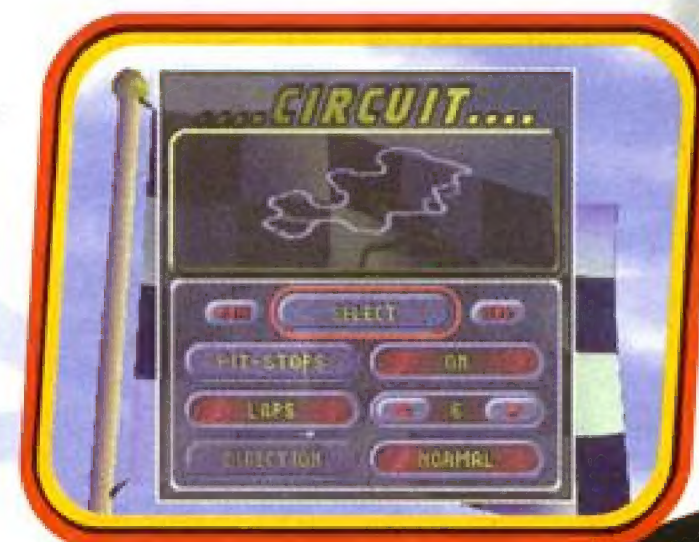 ....CIRCUIT....
SELECT
PIT-STOPS ON
LAPS 6
DIRECTION NORMAL